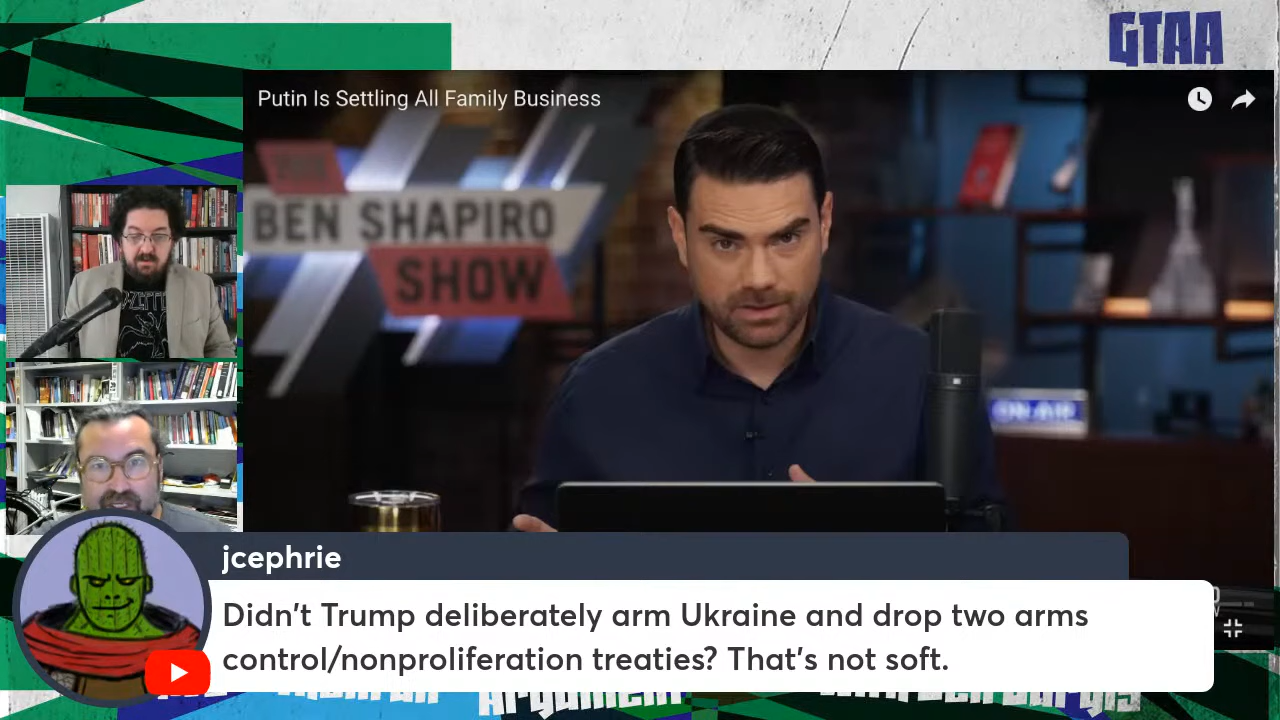 GTAA
Putin Is Settling All Family Business
THE
BEN SHAPIRO
SHOW
ON-AIR
jcephrie
Didn't Trump deliberately arm Ukraine and drop two arms
control/nonproliferation treaties? That's not soft.